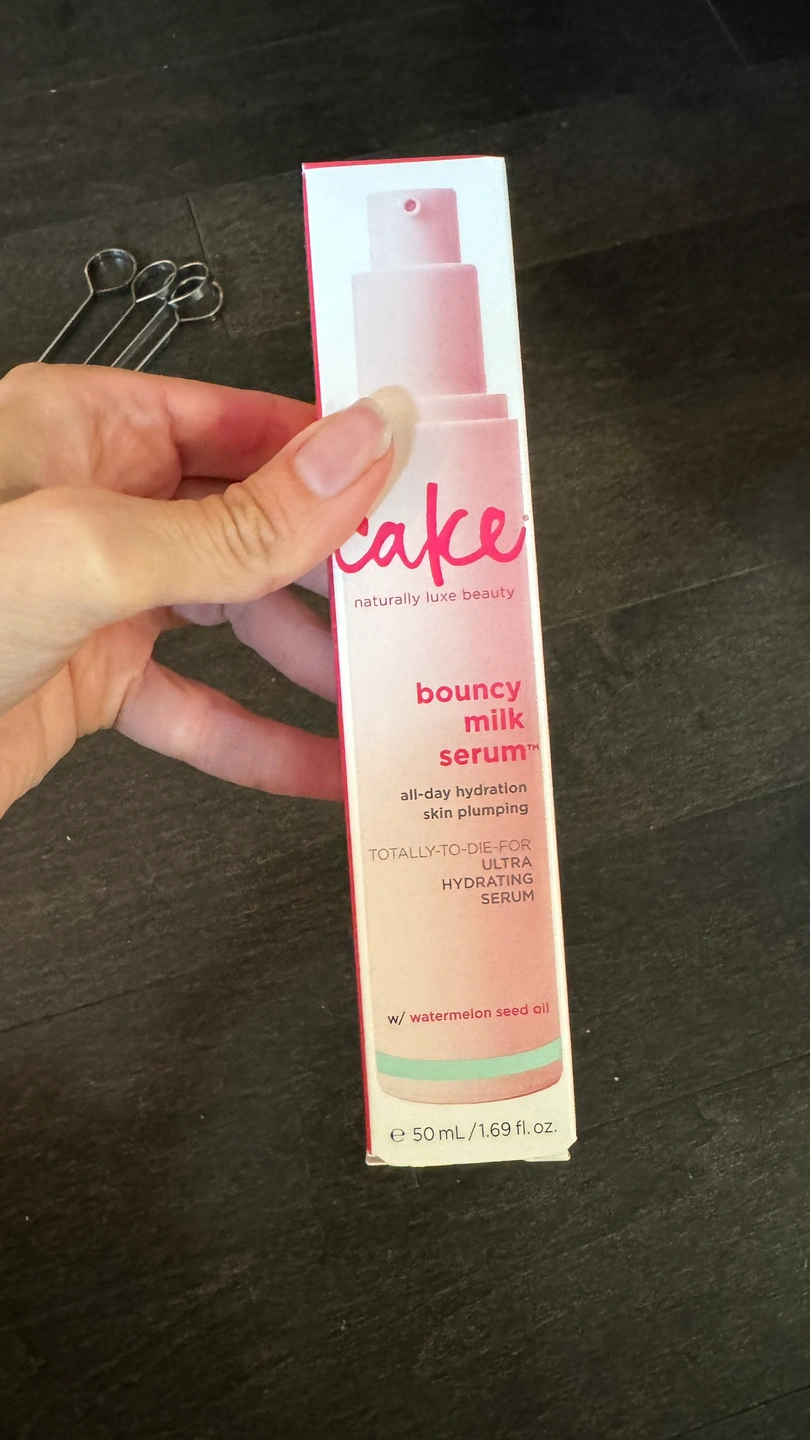 cake®
naturally luxe beauty
bouncy
milk
serum™
all-day hydration
skin plumping
TOTALLY-TO-DIE-FOR
ULTRA
HYDRATING
SERUM
w/ watermelon seed oil
℮ 50 mL/1.69 fl. oz.